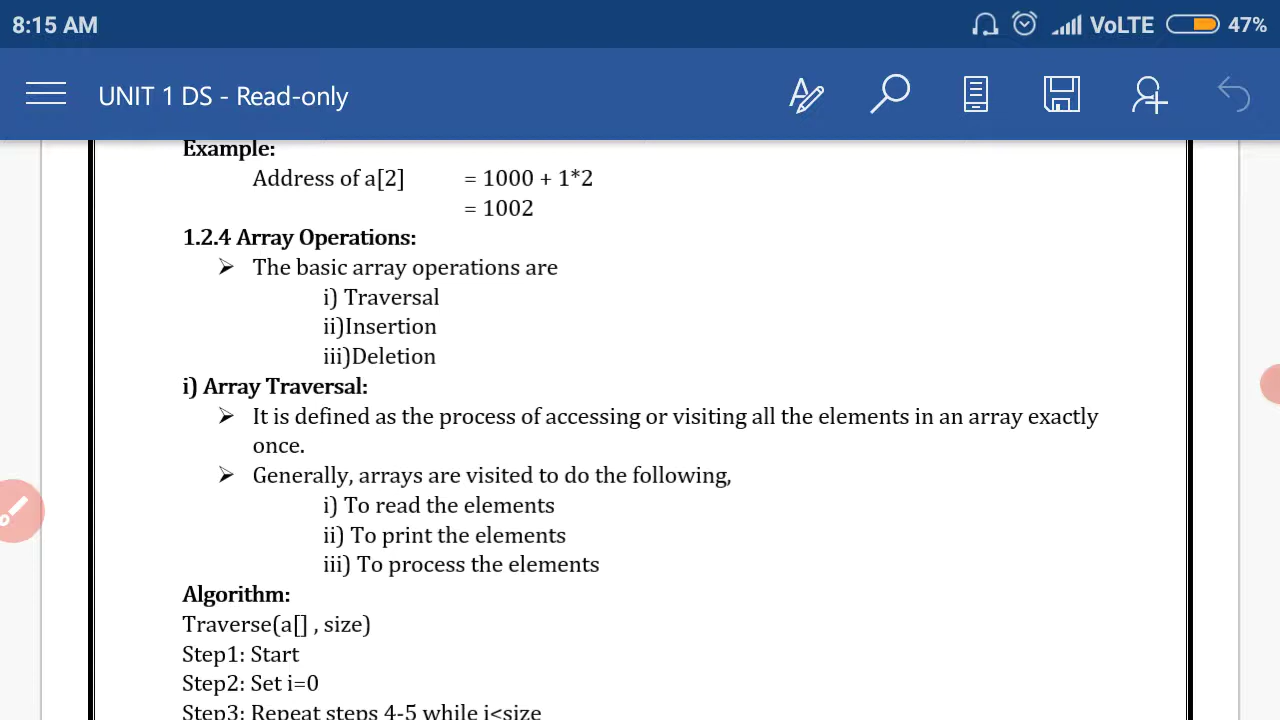 8:15 AM
VoLTE
47%
UNIT 1 DS - Read-only
Example:
Address of a[2] = 1000 + 1*2
= 1002
1.2.4 Array Operations:
➢ The basic array operations are
i) Traversal
ii)Insertion
iii)Deletion
i) Array Traversal:
➢ It is defined as the process of accessing or visiting all the elements in an array exactly
once.
➢ Generally, arrays are visited to do the following,
i) To read the elements
ii) To print the elements
iii) To process the elements
Algorithm:
Traverse(a[] , size)
Step1: Start
Step2: Set i=0
Step3: Repeat steps 4-5 while i<size